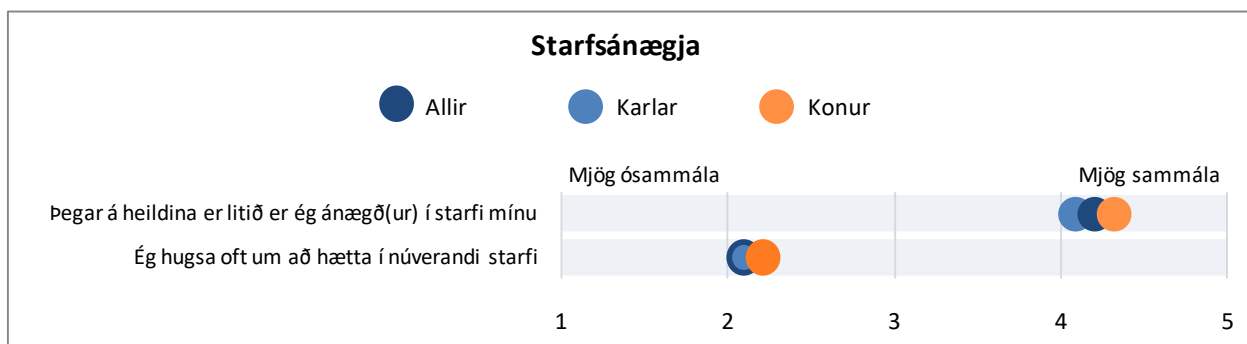 Starfsánægja
Allir Karlar Konur
Mjög ósammála Mjög sammála
Þegar á heildina er litið er ég ánægð(ur) í starfi mínu
Ég hugsa oft um að hætta í núverandi starfi
1 2 3 4 5